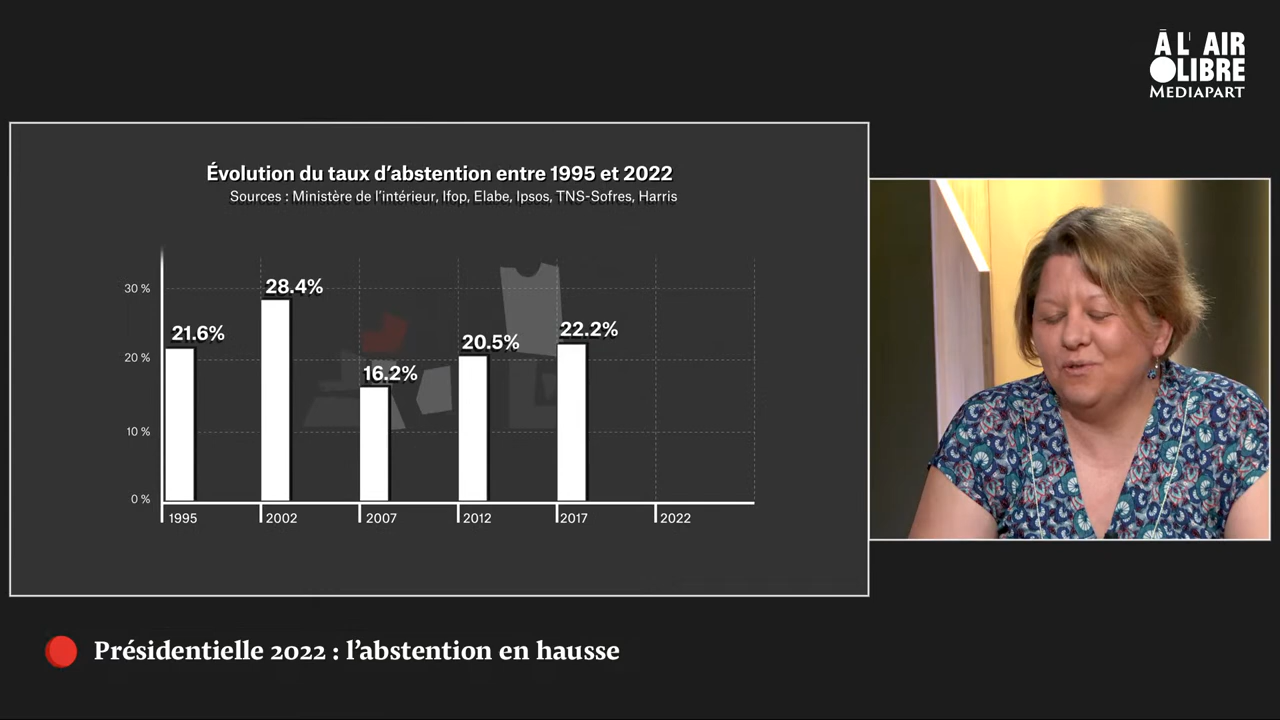 À L' AIR
LIBRE
MEDIAPART
Évolution du taux d'abstention entre 1995 et 2022
Sources : Ministère de l'intérieur, Ifop, Elabe, Ipsos, TNS-Sofres, Harris
30 %
20 %
10 %
0 %
21.6%
28.4%
16.2%
20.5%
22.2%
1995
2002
2007
2012
2017
2022
Présidentielle 2022 : l'abstention en hausse